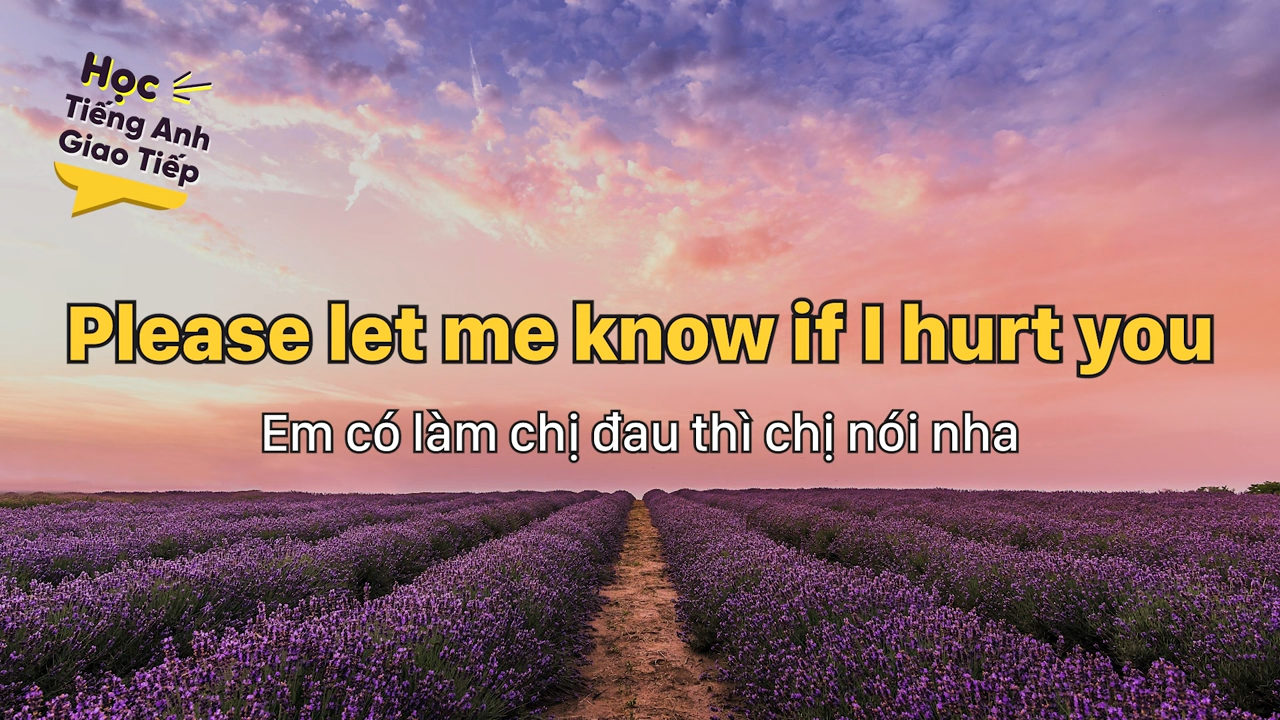 Học
Tiếng Anh
Giao Tiếp
Please let me know if I hurt you
Em có làm chị đau thì chị nói nha